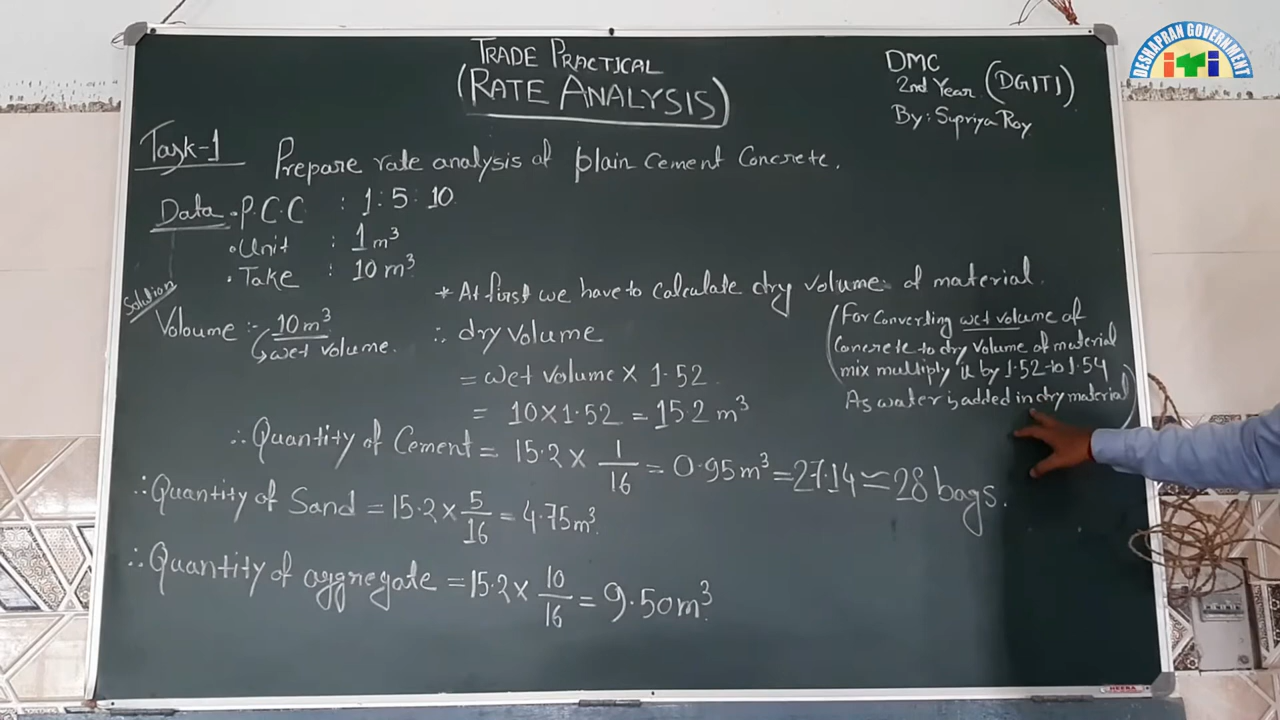 TRADE PRACTICAL
(RATE ANALYSIS)
DMC
2nd Year (DGITI)
By: Supriya Roy
DESHAPRAN GOVERNMENT
iTi
Task-1 Prepare rate analysis of plain Cement Concrete.
Data • P.C.C : 1:5:10
• Unit : 1 m³
• Take : 10 m³
Solution
Voloume :- 10 m³
wet volume.
* At first we have to calculate dry volume of material.
(For Converting wet volume of
Concrete to dry volume of material
mix multiply it by 1.52 to 1.54
As water is added in dry material)
∴ dry volume
= wet volume × 1.52
= 10 × 1.52 = 15.2 m³
∴ Quantity of Cement = 15.2 × 1/16 = 0.95 m³ = 27.14 ≃ 28 bags.
∴ Quantity of Sand = 15.2 × 5/16 = 4.75 m³.
∴ Quantity of aggregate = 15.2 × 10/16 = 9.50 m³.